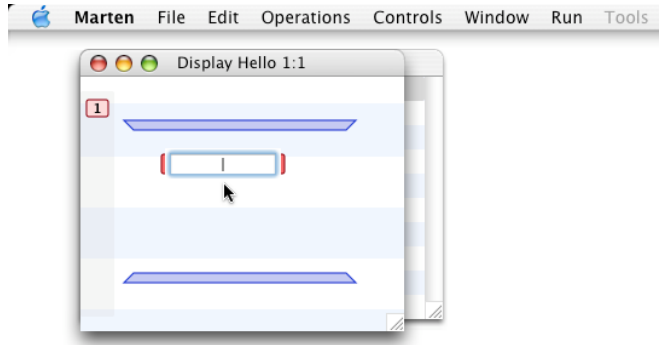 Marten File Edit Operations Controls Window Run Tools
Display Hello 1:1
1